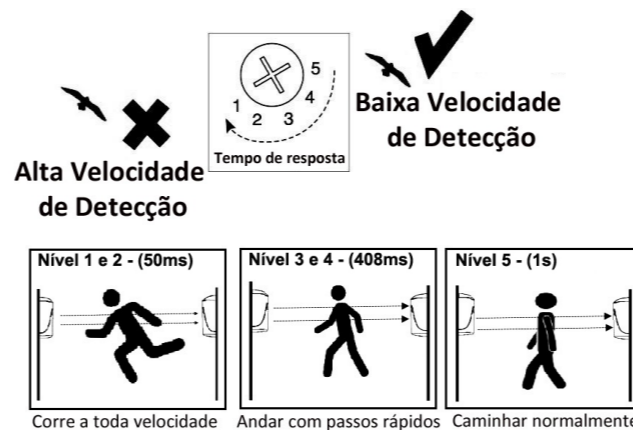 Alta Velocidade
de Detecção
5
4
3
2
1
Tempo de resposta
Baixa Velocidade
de Detecção
Nível 1 e 2 - (50ms)
Corre a toda velocidade
Nível 3 e 4 - (408ms)
Andar com passos rápidos
Nível 5 - (1s)
Caminhar normalmente